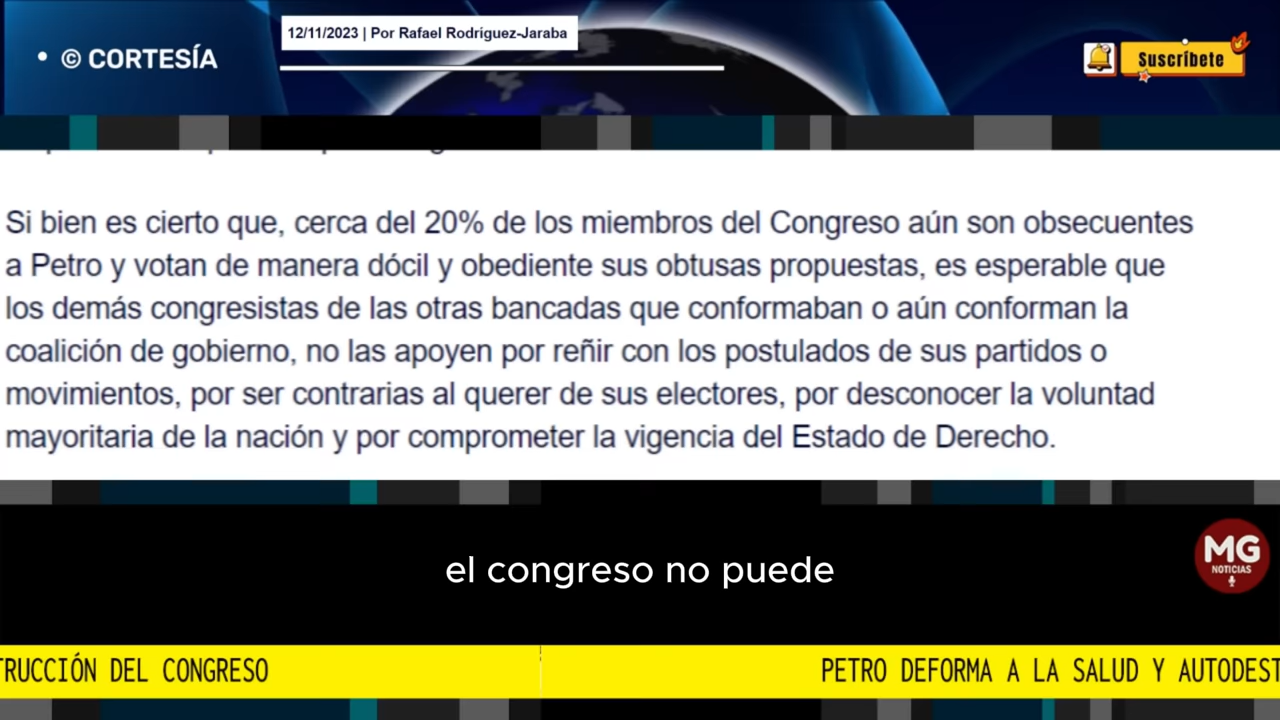 12/11/2023 | Por Rafael Rodríguez-Jaraba
• © CORTESÍA
Suscríbete
Si bien es cierto que, cerca del 20% de los miembros del Congreso aún son obsecuentes
a Petro y votan de manera dócil y obediente sus obtusas propuestas, es esperable que
los demás congresistas de las otras bancadas que conformaban o aún conforman la
coalición de gobierno, no las apoyen por reñir con los postulados de sus partidos o
movimientos, por ser contrarias al querer de sus electores, por desconocer la voluntad
mayoritaria de la nación y por comprometer la vigencia del Estado de Derecho.
MG
NOTICIAS
el congreso no puede
TRUCCIÓN DEL CONGRESO PETRO DEFORMA A LA SALUD Y AUTODEST